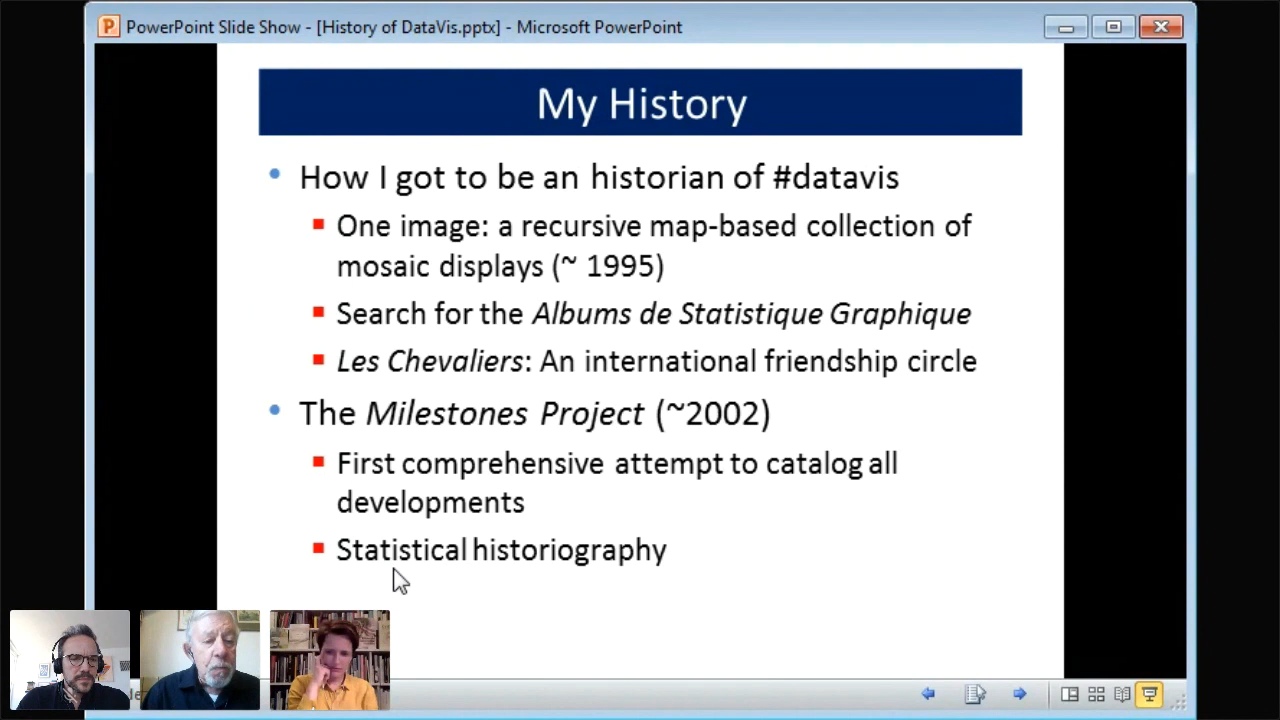 PowerPoint Slide Show - [History of DataVis.pptx] - Microsoft PowerPoint
My History
How I got to be an historian of #datavis
One image: a recursive map-based collection of
mosaic displays (~ 1995)
Search for the Albums de Statistique Graphique
Les Chevaliers: An international friendship circle
The Milestones Project (~2002)
First comprehensive attempt to catalog all
developments
Statistical historiography